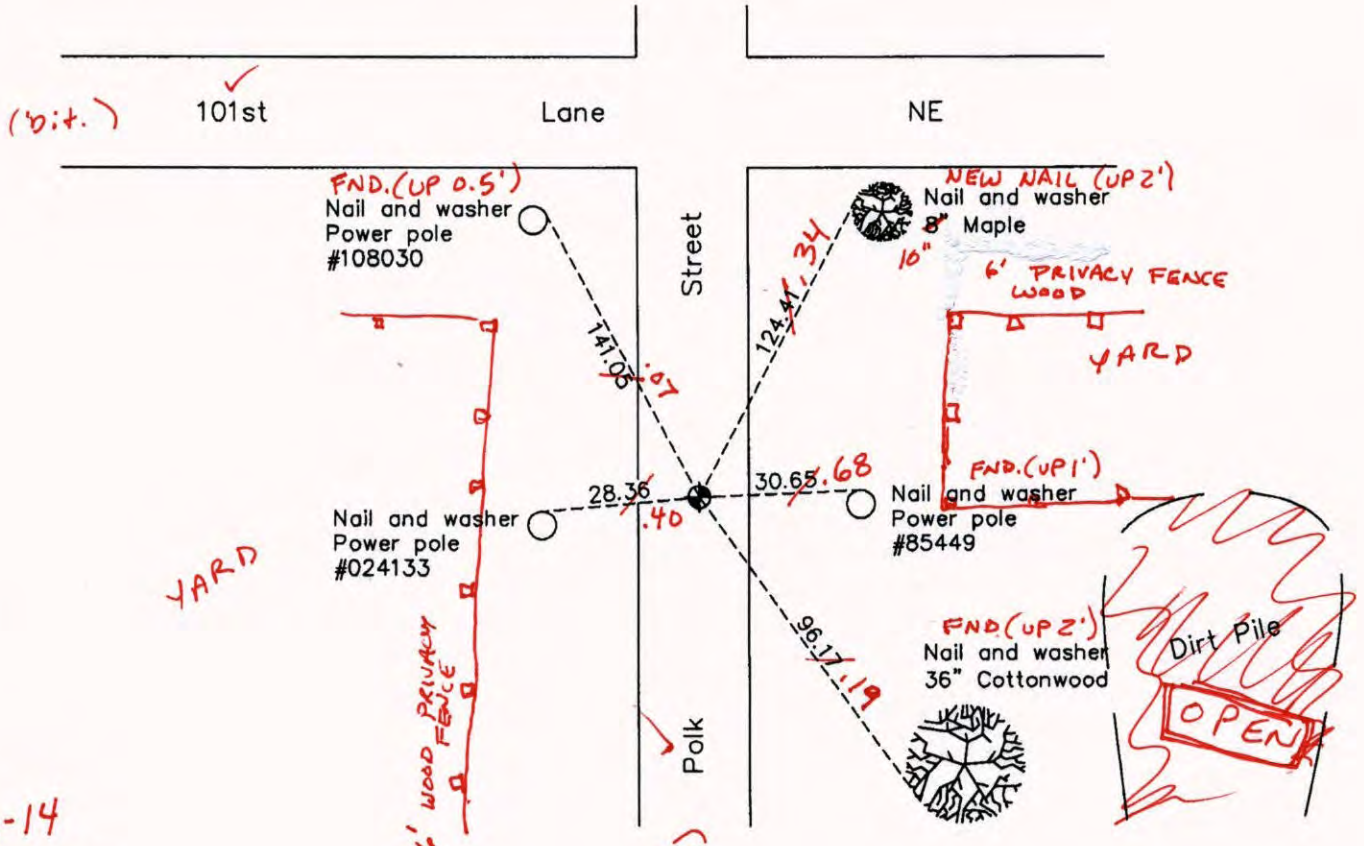 (bit.)
101st
Lane
NE
FND.(UP 0.5')
Nail and washer
Power pole
#108030
NEW NAIL (UP 2')
Nail and washer
8" Maple
10"
6' PRIVACY FENCE
WOOD
YARD
Street
141.05
.07
124.41
.34
28.36
.40
30.65
.68
FND.(UP 1')
Nail and washer
Power pole
#85449
Nail and washer
Power pole
#024133
YARD
6' WOOD PRIVACY
FENCE
96.17
.19
FND.(UP 2')
Nail and washer
36" Cottonwood
Dirt Pile
OPEN
Polk
-14